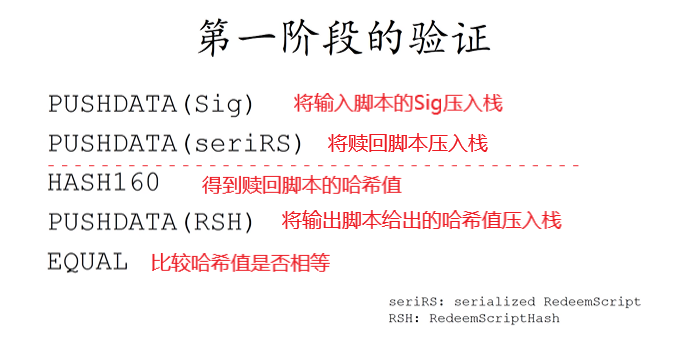 第一阶段的验证
PUSHDATA(Sig) 将输入脚本的Sig压入栈
PUSHDATA(seriRS) 将赎回脚本压入栈
HASH160 得到赎回脚本的哈希值
PUSHDATA(RSH) 将输出脚本给出的哈希值压入栈
EQUAL 比较哈希值是否相等
seriRS: serialized RedeemScript
RSH: RedeemScriptHash